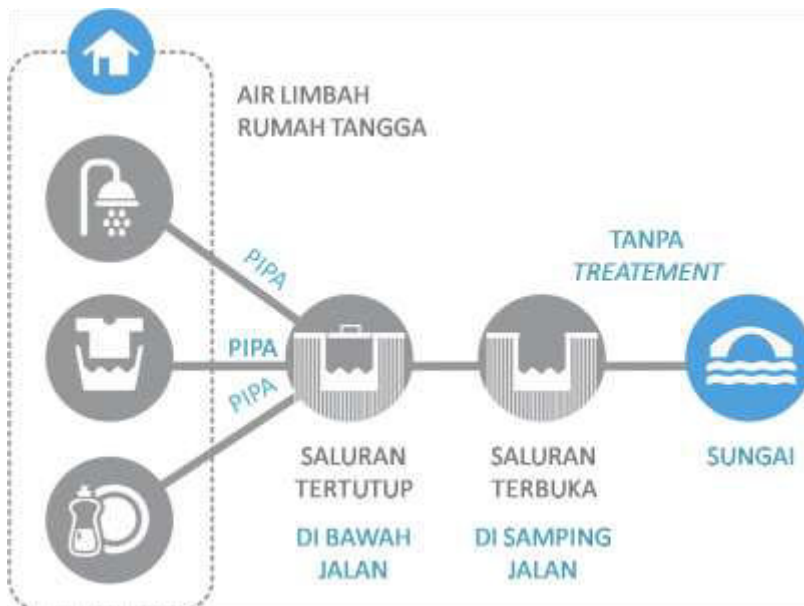 AIR LIMBAH
RUMAH TANGGA
PIPA
PIPA
PIPA
TANPA
TREATEMENT
SALURAN
TERTUTUP
DI BAWAH
JALAN
SALURAN
TERBUKA
DI SAMPING
JALAN
SUNGAI